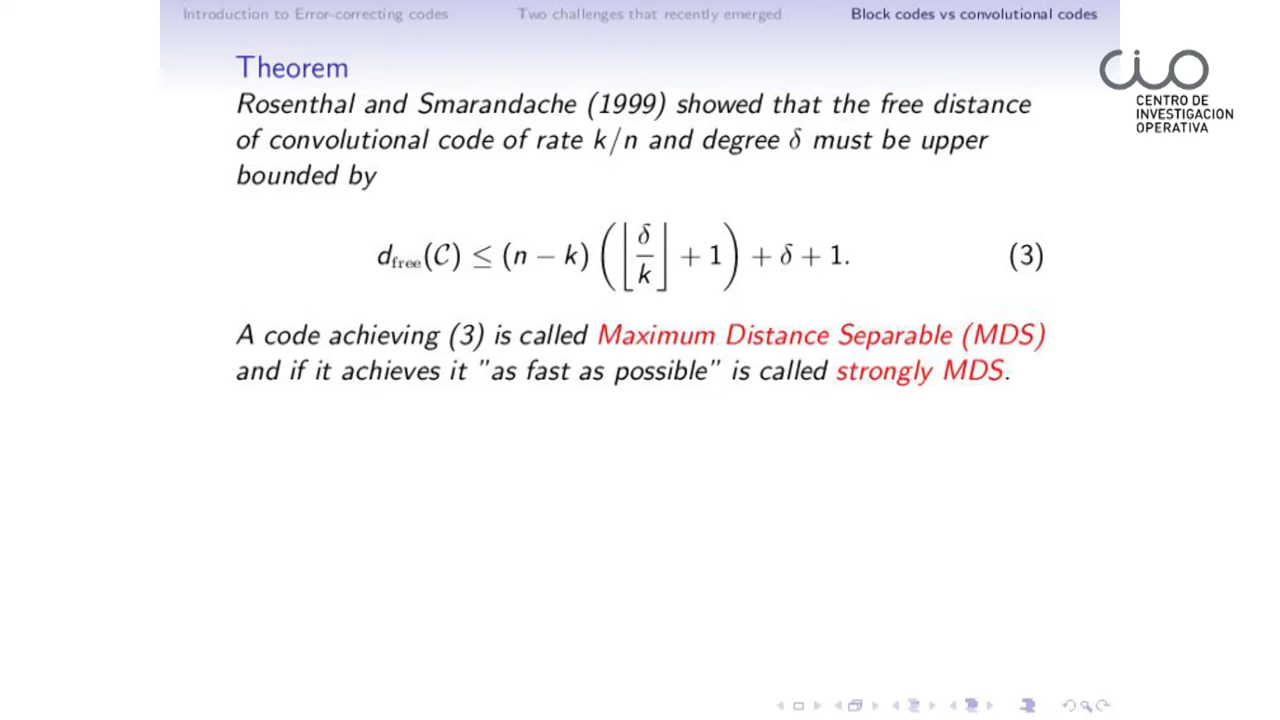 Introduction to Error-correcting codes Two challenges that recently emerged Block codes vs convolutional codes
CIO
CENTRO DE
INVESTIGACION
OPERATIVA
Theorem
Rosenthal and Smarandache (1999) showed that the free distance
of convolutional code of rate k/n and degree δ must be upper
bounded by
d_free(C) ≤ (n − k) (⌊δ/k⌋ + 1) + δ + 1. (3)
A code achieving (3) is called Maximum Distance Separable (MDS)
and if it achieves it "as fast as possible" is called strongly MDS.